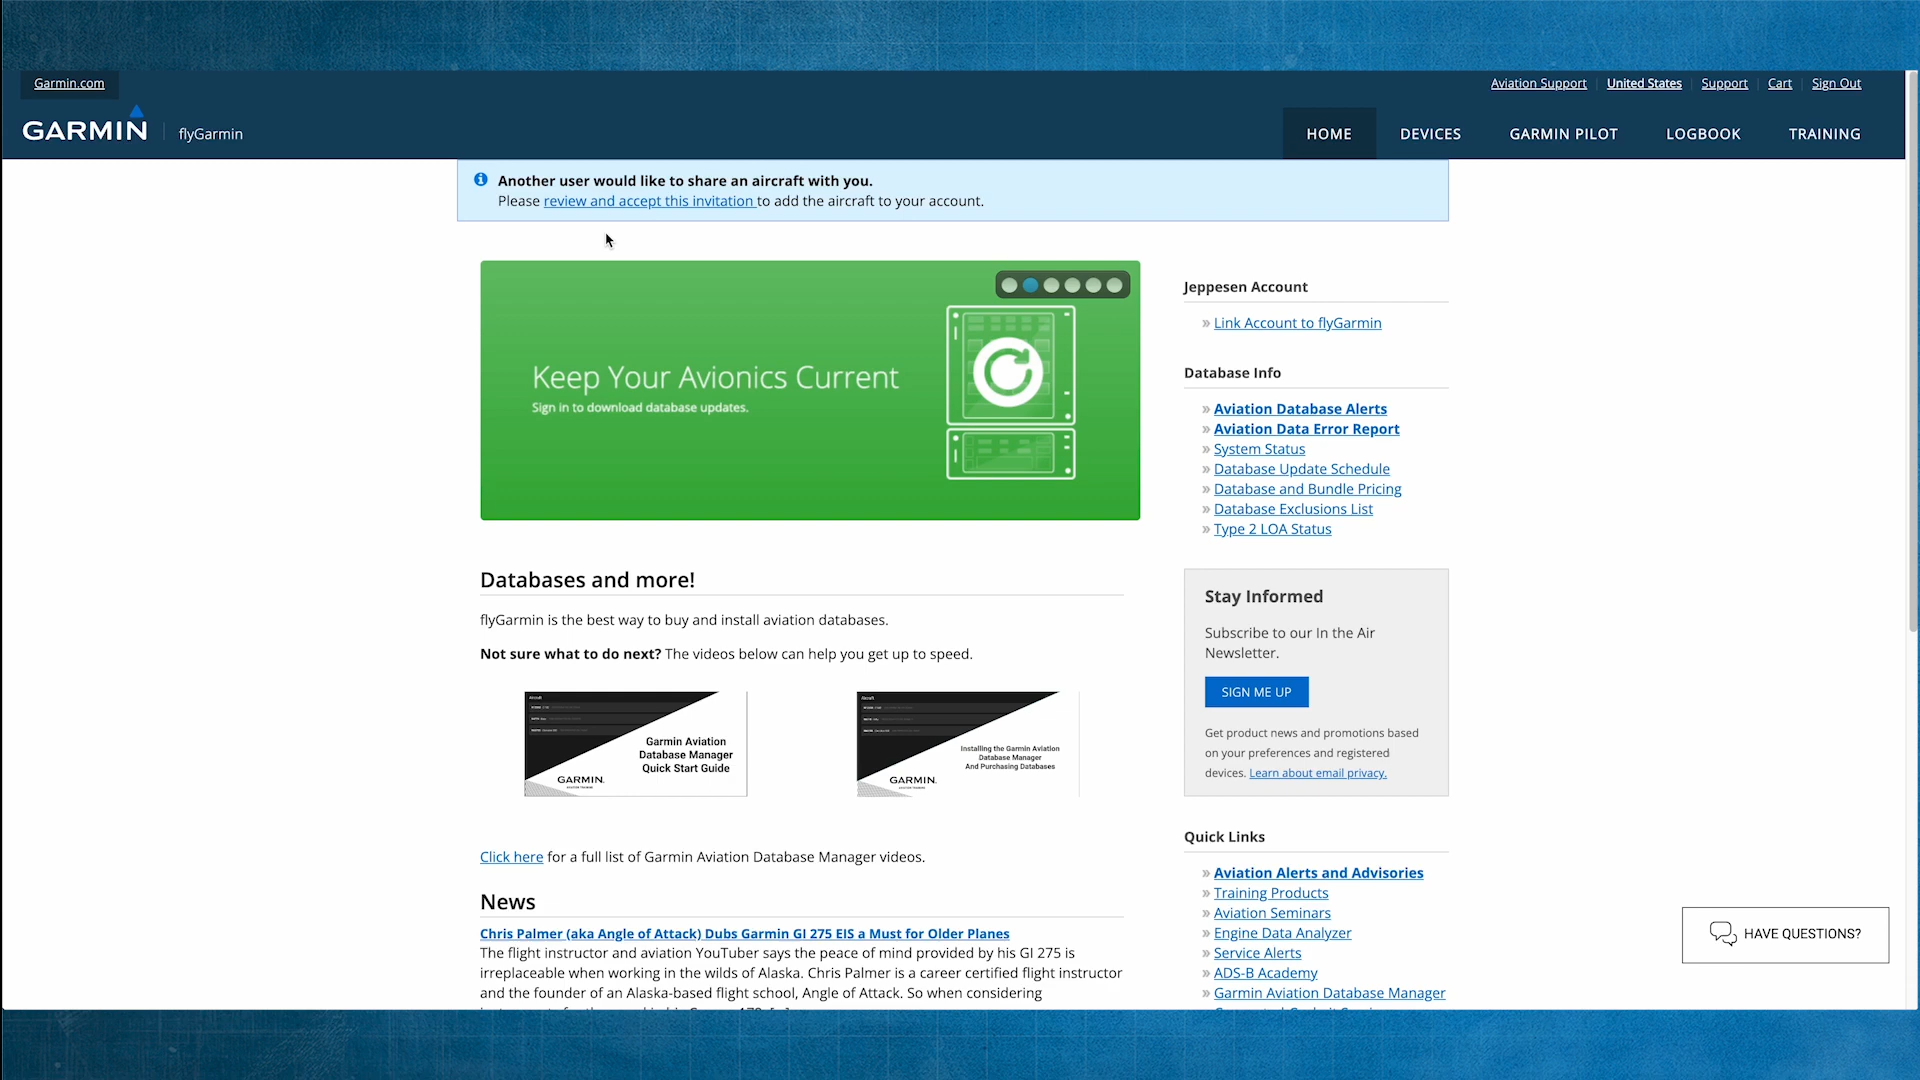 Garmin.com
Aviation Support
United States
Support
Cart
Sign Out
GARMIN
flyGarmin
HOME
DEVICES
GARMIN PILOT
LOGBOOK
TRAINING
Another user would like to share an aircraft with you.
Please review and accept this invitation to add the aircraft to your account.
Keep Your Avionics Current
Sign in to download database updates.
Databases and more!
flyGarmin is the best way to buy and install aviation databases.
Not sure what to do next? The videos below can help you get up to speed.
Garmin Aviation
Database Manager
Quick Start Guide
GARMIN.
Installing the Garmin Aviation
Database Manager
And Purchasing Databases
GARMIN.
Click here for a full list of Garmin Aviation Database Manager videos.
News
Chris Palmer (aka Angle of Attack) Dubs Garmin GI 275 EIS a Must for Older Planes
The flight instructor and aviation YouTuber says the peace of mind provided by his GI 275 is
irreplaceable when working in the wilds of Alaska. Chris Palmer is a career certified flight instructor
and the founder of an Alaska-based flight school, Angle of Attack. So when considering
Jeppesen Account
» Link Account to flyGarmin
Database Info
» Aviation Database Alerts
» Aviation Data Error Report
» System Status
» Database Update Schedule
» Database and Bundle Pricing
» Database Exclusions List
» Type 2 LOA Status
Stay Informed
Subscribe to our In the Air
Newsletter.
SIGN ME UP
Get product news and promotions based
on your preferences and registered
devices. Learn about email privacy.
Quick Links
» Aviation Alerts and Advisories
» Training Products
» Aviation Seminars
» Engine Data Analyzer
» Service Alerts
» ADS-B Academy
» Garmin Aviation Database Manager
HAVE QUESTIONS?